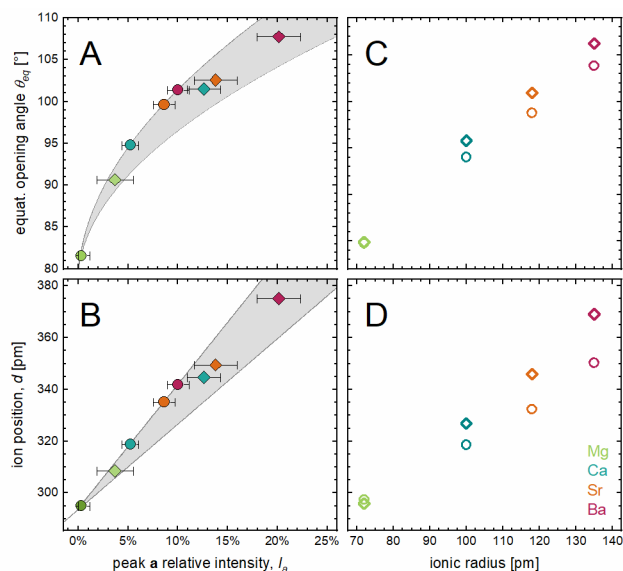 A
C
equat. opening angle θeq [°]
110
105
100
95
90
85
80
B
D
ion position, d [pm]
380
360
340
320
300
Mg
Ca
Sr
Ba
0% 5% 10% 15% 20% 25%
70 80 90 100 110 120 130 140
peak a relative intensity, Ia
ionic radius [pm]